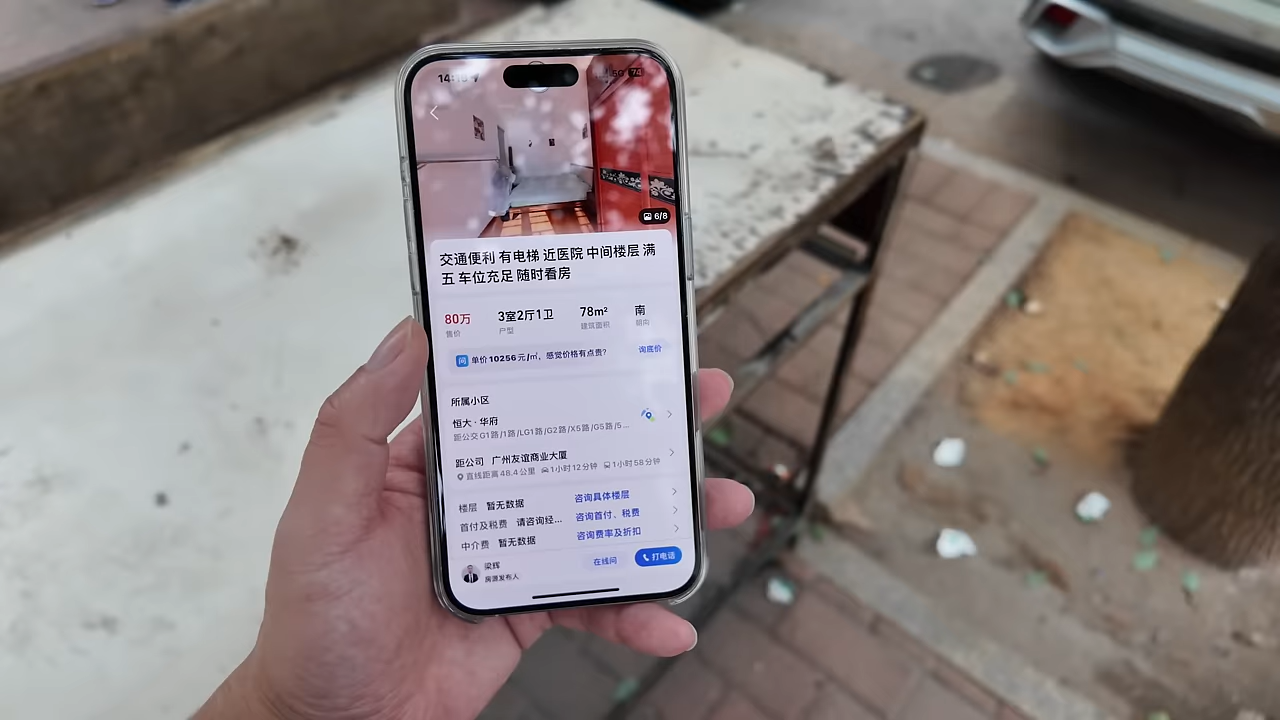 6/8
交通便利 有电梯 近医院 中间楼层 满
五 车位充足 随时看房
80万 3室2厅1卫 78m² 南
售价 户型 建筑面积 朝向
问 单价10256元/㎡，感觉价格有点贵？ 询底价
所属小区
恒大·华府
距公交G1路/1路/LG1路/G2路/X5路/G5路/5...
距公司 广州友谊商业大厦
直线距离48.4公里 1小时12分钟 1小时58分钟
楼层 暂无数据 咨询具体楼层
首付及税费 请咨询经... 咨询首付、税费
中介费 暂无数据 咨询费率及折扣
梁辉
房源发布人
在线问 打电话